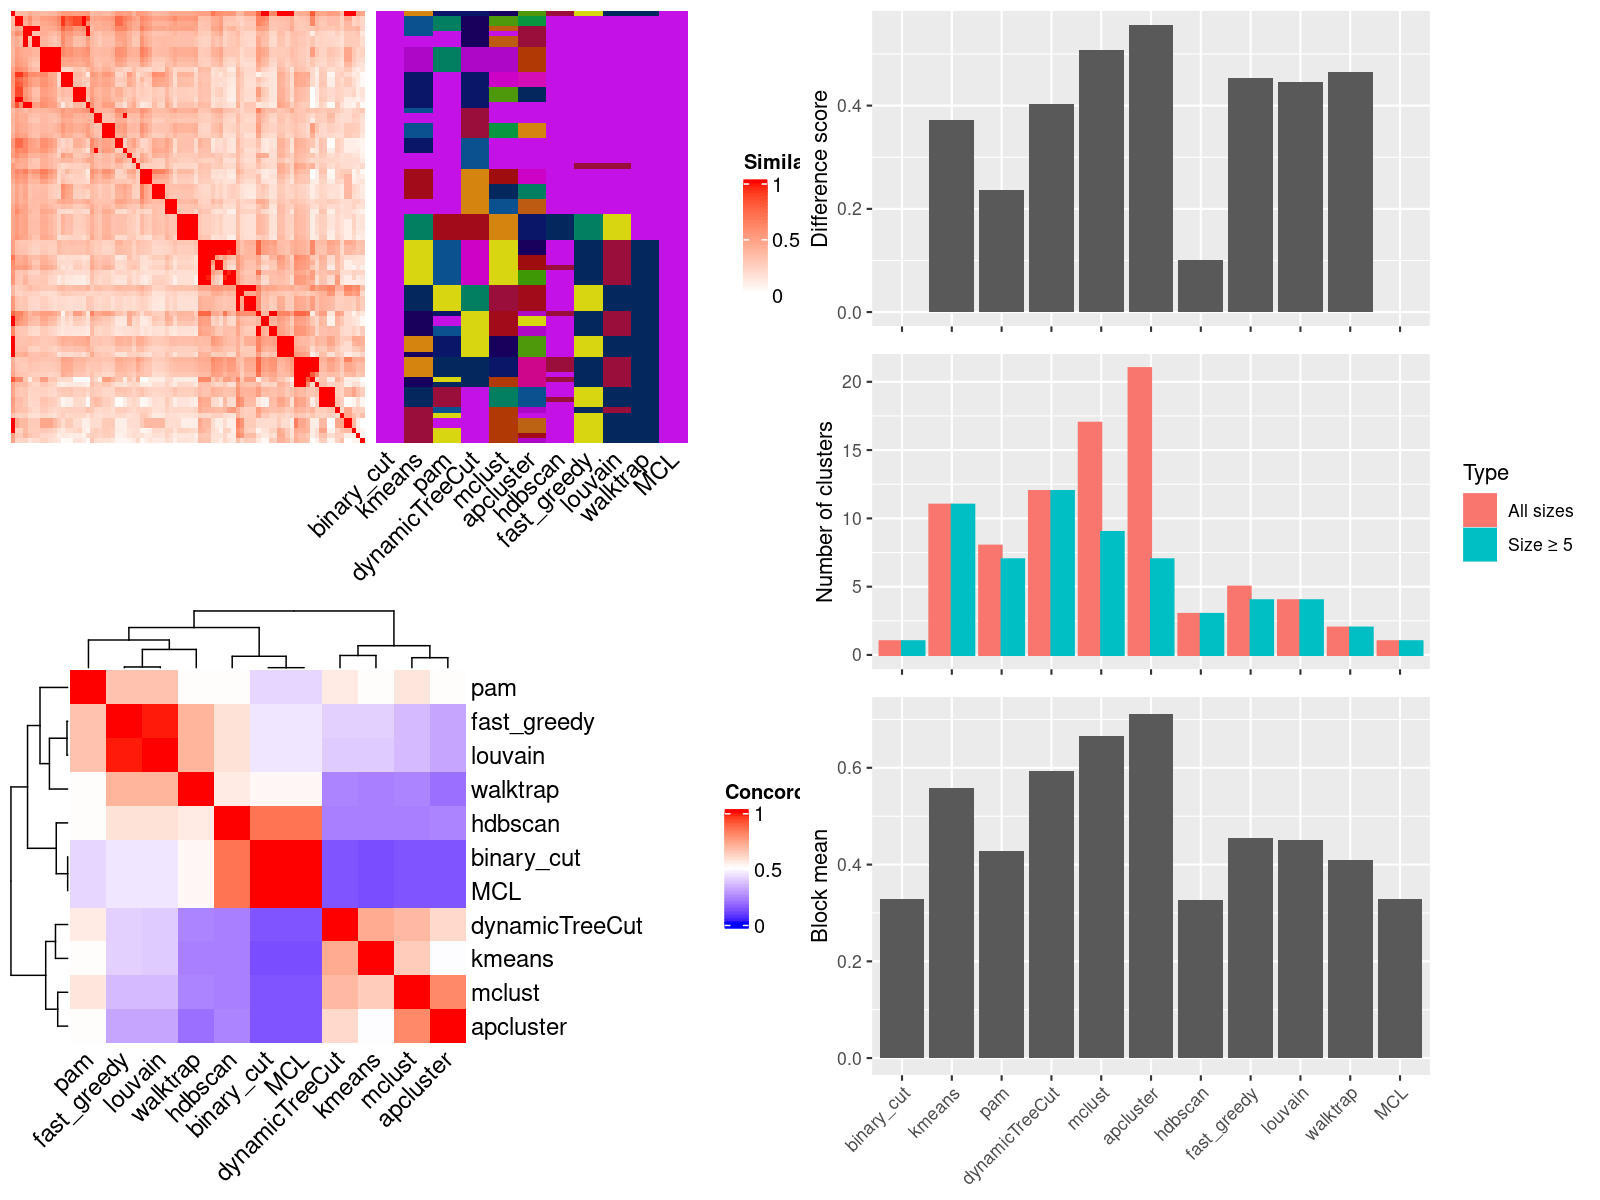 Simila
1
0.5
0
binary_cut
kmeans
pam
dynamicTreeCut
mclust
apcluster
hdbscan
fast_greedy
louvain
walktrap
MCL
pam
fast_greedy
louvain
walktrap
hdbscan
binary_cut
MCL
dynamicTreeCut
kmeans
mclust
apcluster
pam
fast_greedy
louvain
walktrap
hdbscan
binary_cut
MCL
dynamicTreeCut
kmeans
mclust
apcluster
Concord
1
0.5
0
Difference score
0.4
0.2
0.0
Number of clusters
20
15
10
5
0
Type
All sizes
Size ≥ 5
Block mean
0.6
0.4
0.2
0.0
binary_cut
kmeans
pam
dynamicTreeCut
mclust
apcluster
hdbscan
fast_greedy
louvain
walktrap
MCL